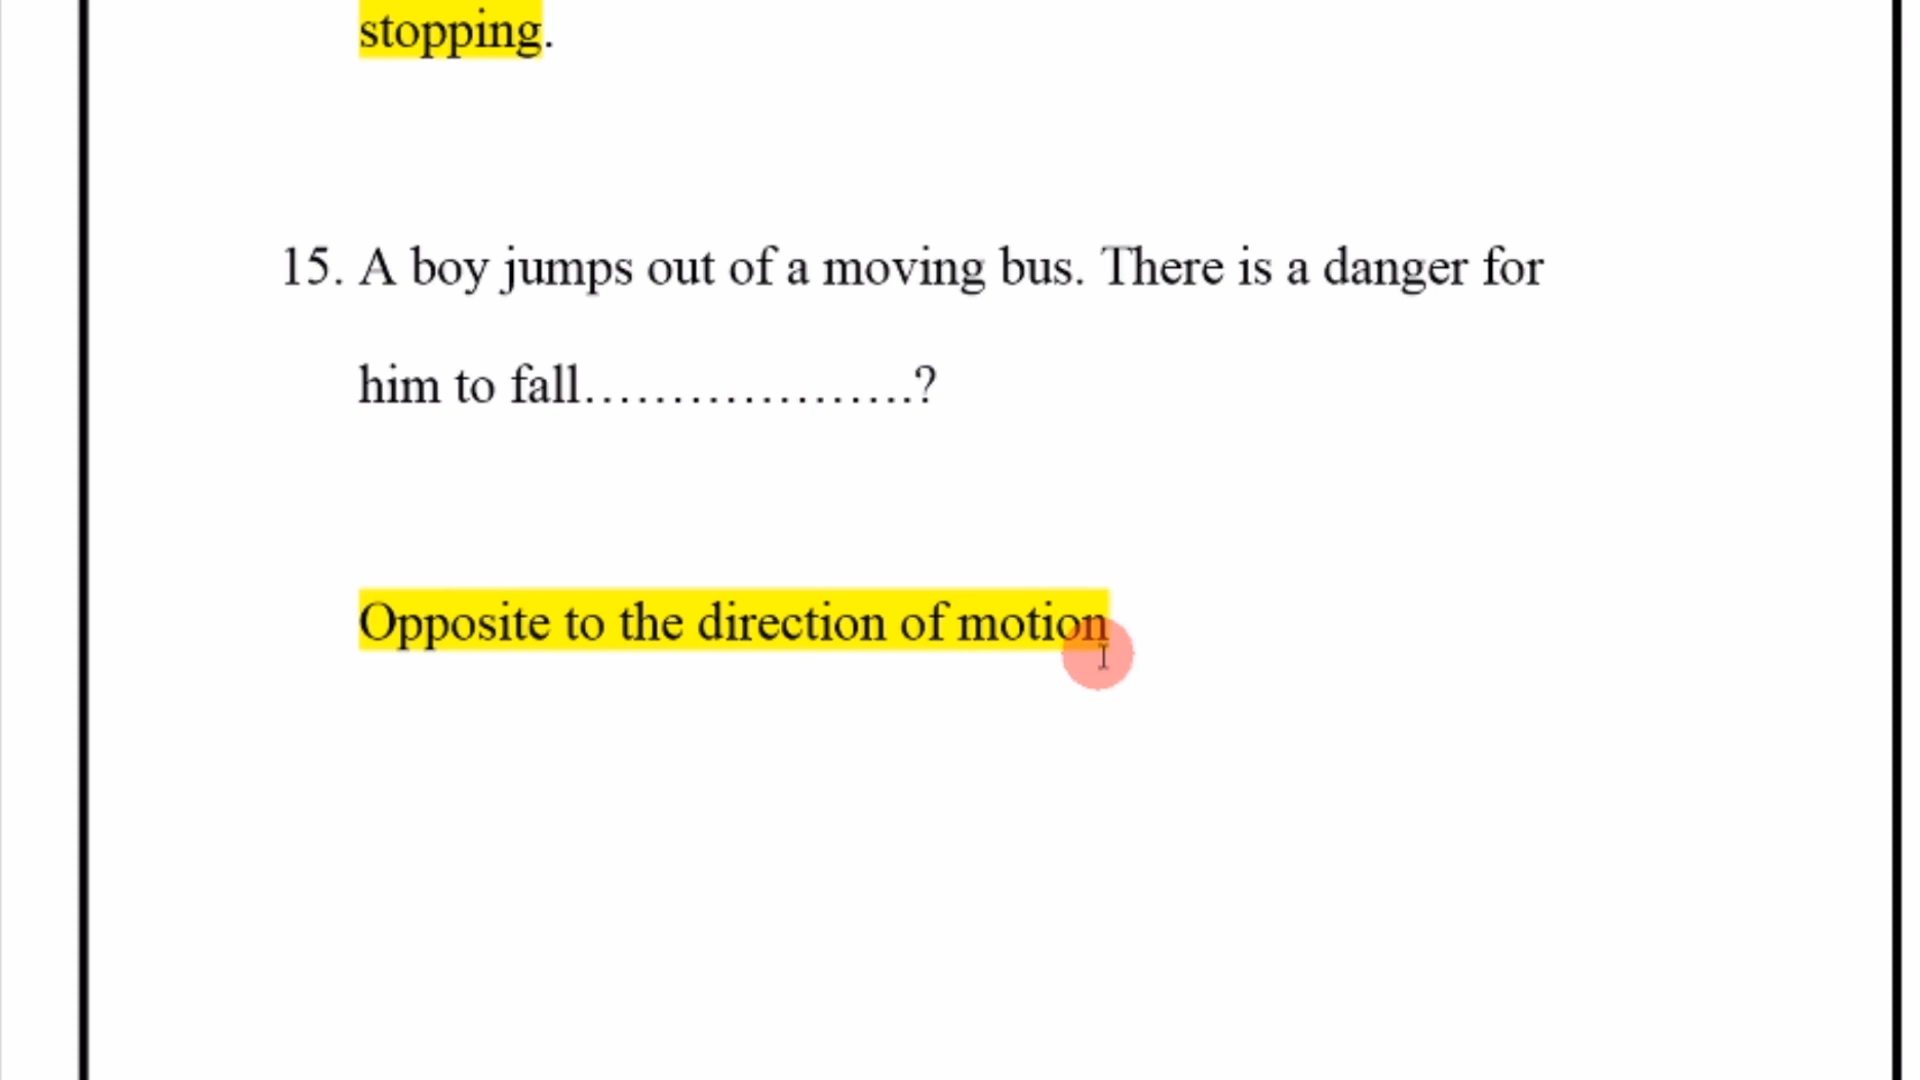 stopping.
15. A boy jumps out of a moving bus. There is a danger for
him to fall....................?
Opposite to the direction of motion